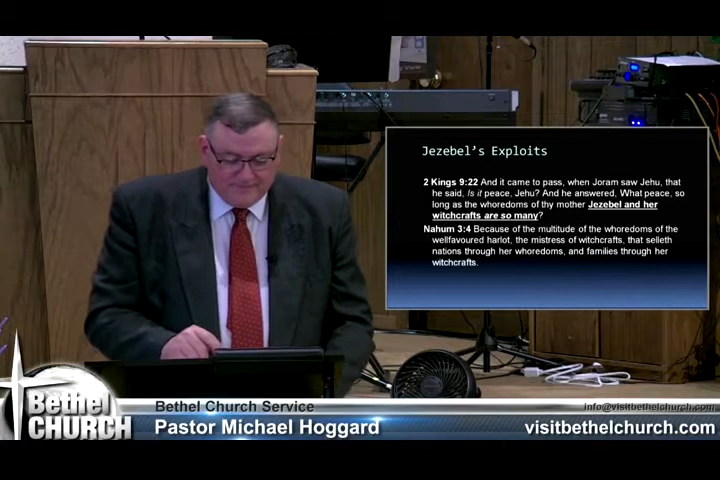 Jezebel's Exploits
2 Kings 9:22 And it came to pass, when Joram saw Jehu, that
he said, Is it peace, Jehu? And he answered, What peace, so
long as the whoredoms of thy mother Jezebel and her
witchcrafts are so many?
Nahum 3:4 Because of the multitude of the whoredoms of the
wellfavoured harlot, the mistress of witchcrafts, that selleth
nations through her whoredoms, and families through her
witchcrafts.
Bethel
CHURCH
Bethel Church Service
info@visitbethelchurch.com
Pastor Michael Hoggard
visitbethelchurch.com